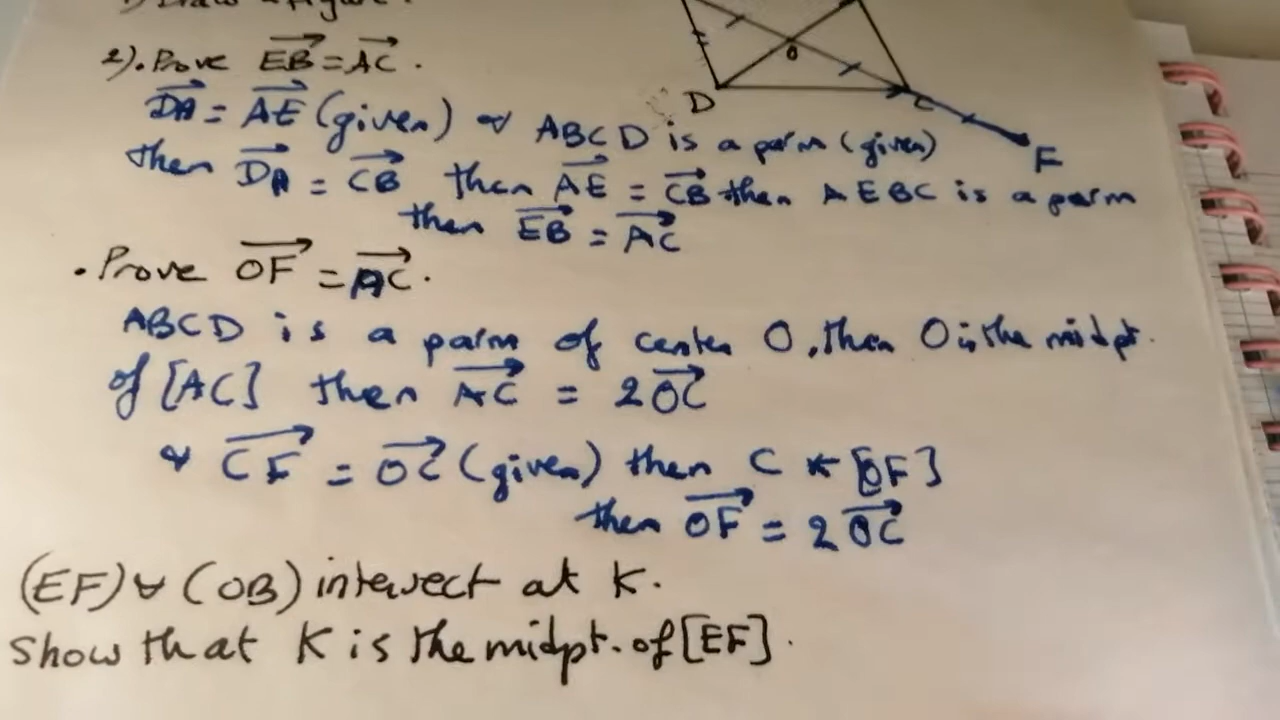 1) Draw a figure.
2). Prove EB⃗ = AC⃗.
DA⃗ = AE⃗ (given) & ABCD is a parm (given)
then DA⃗ = CB⃗ then AE⃗ = CB⃗ then AEBC is a parm
then EB⃗ = AC⃗
. Prove OF⃗ = AC⃗.
ABCD is a parm of center O, then O is the midpt.
of [AC] then AC⃗ = 2OC⃗
& CF⃗ = OC⃗ (given) then C * [OF]
then OF⃗ = 2OC⃗
(EF) & (OB) intersect at K.
Show that K is the midpt. of [EF].
O
D
C
F